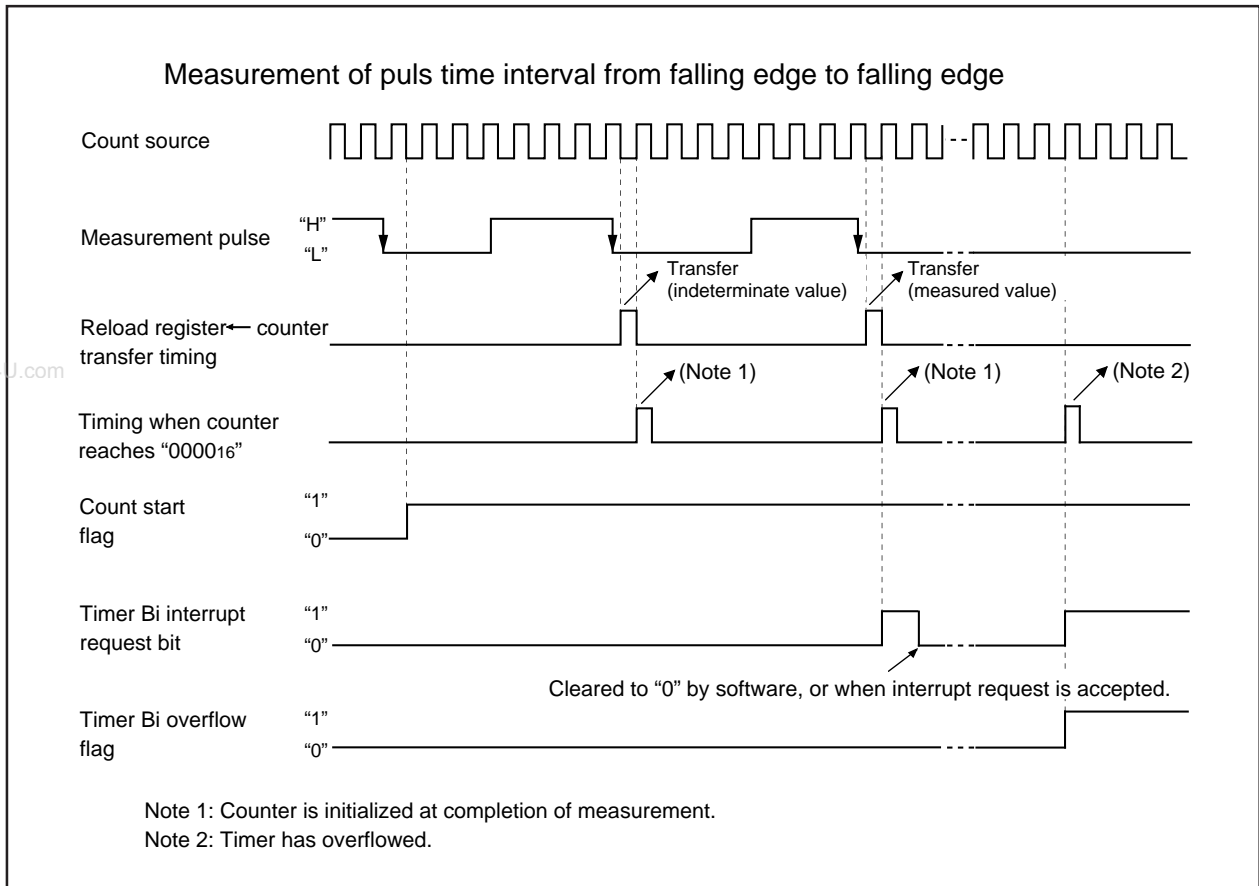 Measurement of puls time interval from falling edge to falling edge
Count source
Measurement pulse
“H”
“L”
Transfer
(indeterminate value)
Transfer
(measured value)
Reload register ← counter
transfer timing
U.com
(Note 1)
(Note 1)
(Note 2)
Timing when counter
reaches “000016”
Count start
flag
“1”
“0”
Timer Bi interrupt
request bit
“1”
“0”
Cleared to “0” by software, or when interrupt request is accepted.
Timer Bi overflow
flag
“1”
“0”
Note 1: Counter is initialized at completion of measurement.
Note 2: Timer has overflowed.